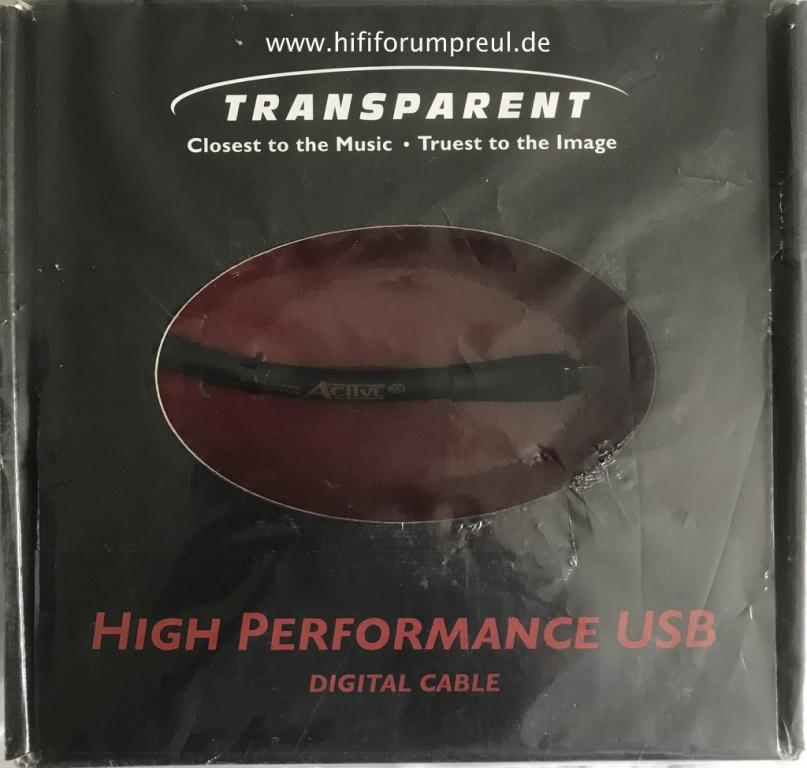 www.hififorumpreul.de
TRANSPARENT
Closest to the Music • Truest to the Image
ACTIVE
HIGH PERFORMANCE USB
DIGITAL CABLE